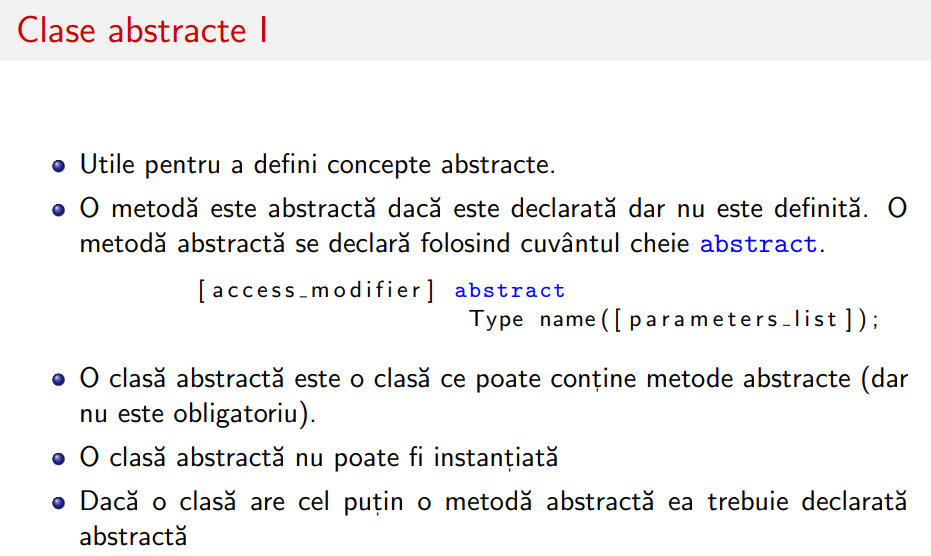 Clase abstracte I
Utile pentru a defini concepte abstracte.
O metodă este abstractă dacă este declarată dar nu este definită. O
metodă abstractă se declară folosind cuvântul cheie abstract.
[access_modifier] abstract
Type name([parameters_list]);
O clasă abstractă este o clasă ce poate conține metode abstracte (dar
nu este obligatoriu).
O clasă abstractă nu poate fi instanțiată
Dacă o clasă are cel puțin o metodă abstractă ea trebuie declarată
abstractă